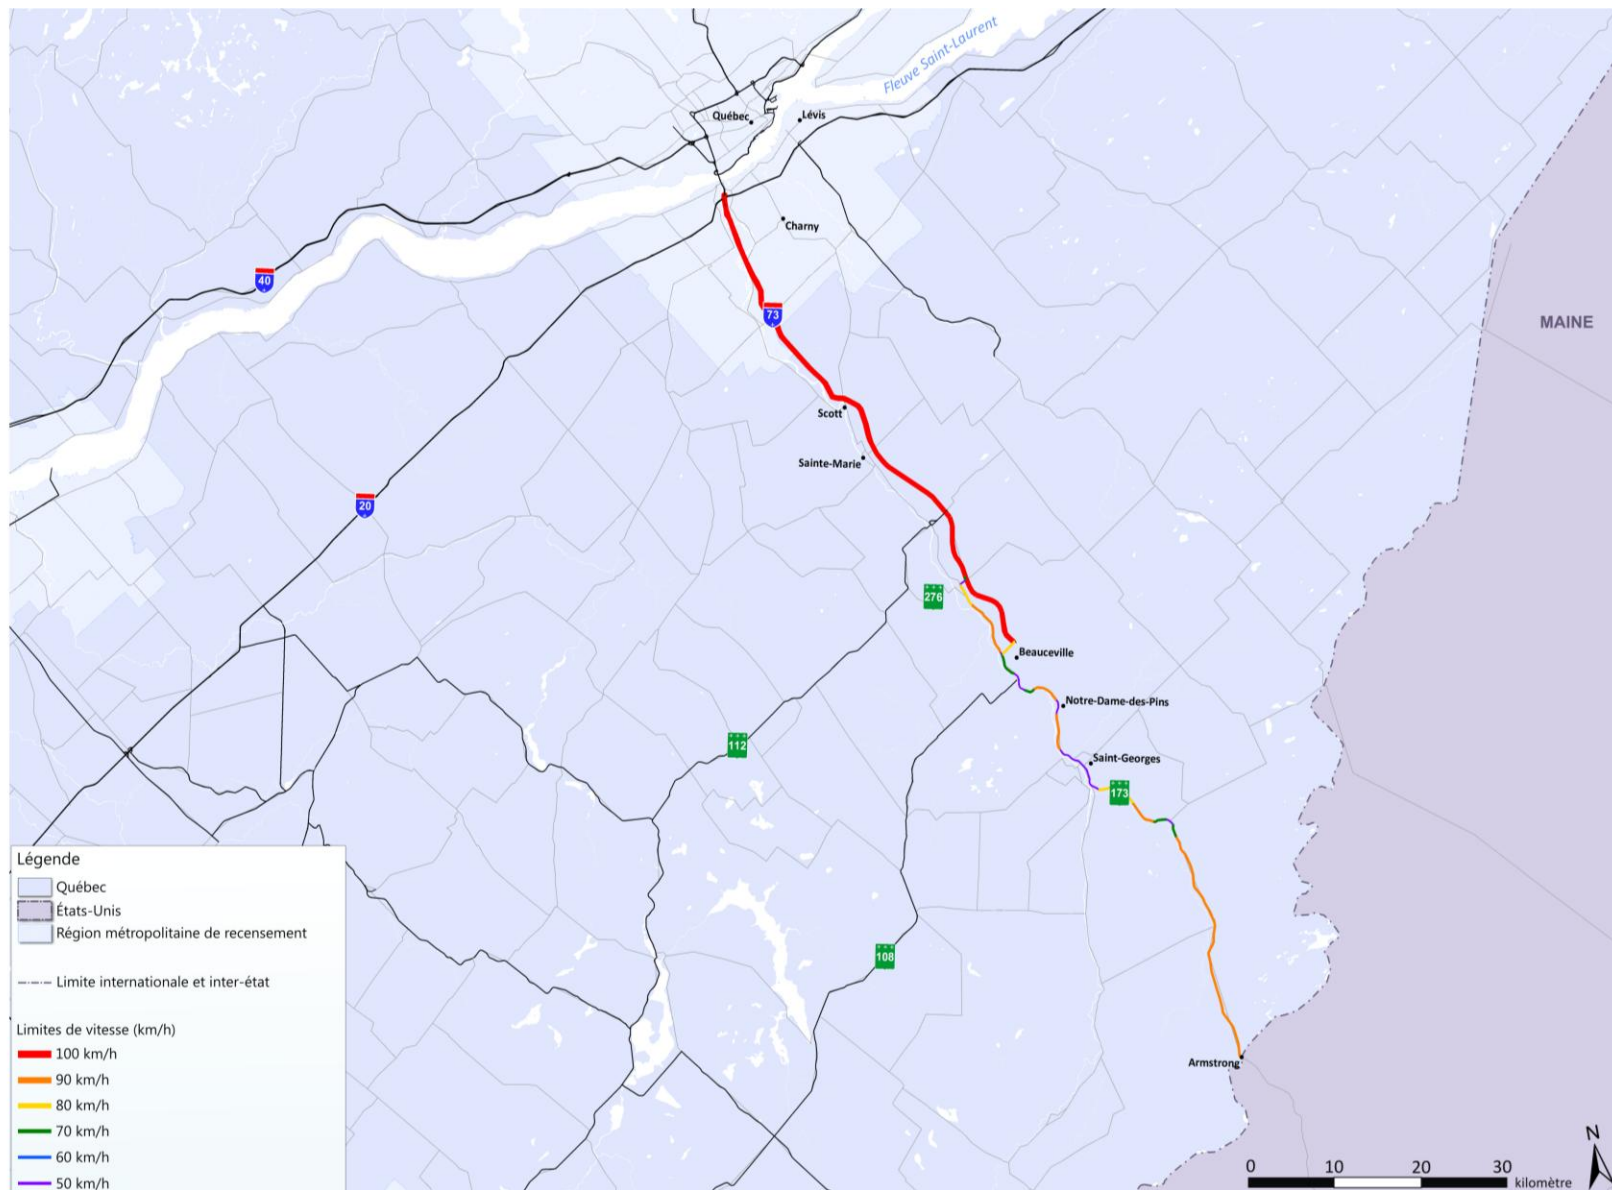 Fleuve Saint-Laurent
Québec
Lévis
Charny
40
73
MAINE
Scott
Sainte-Marie
20
276
Beauceville
Notre-Dame-des-Pins
112
Saint-Georges
173
108
Armstrong
Légende
Québec
États-Unis
Région métropolitaine de recensement
Limite internationale et inter-état
Limites de vitesse (km/h)
100 km/h
90 km/h
80 km/h
70 km/h
60 km/h
50 km/h
N
0 10 20 30
kilomètre